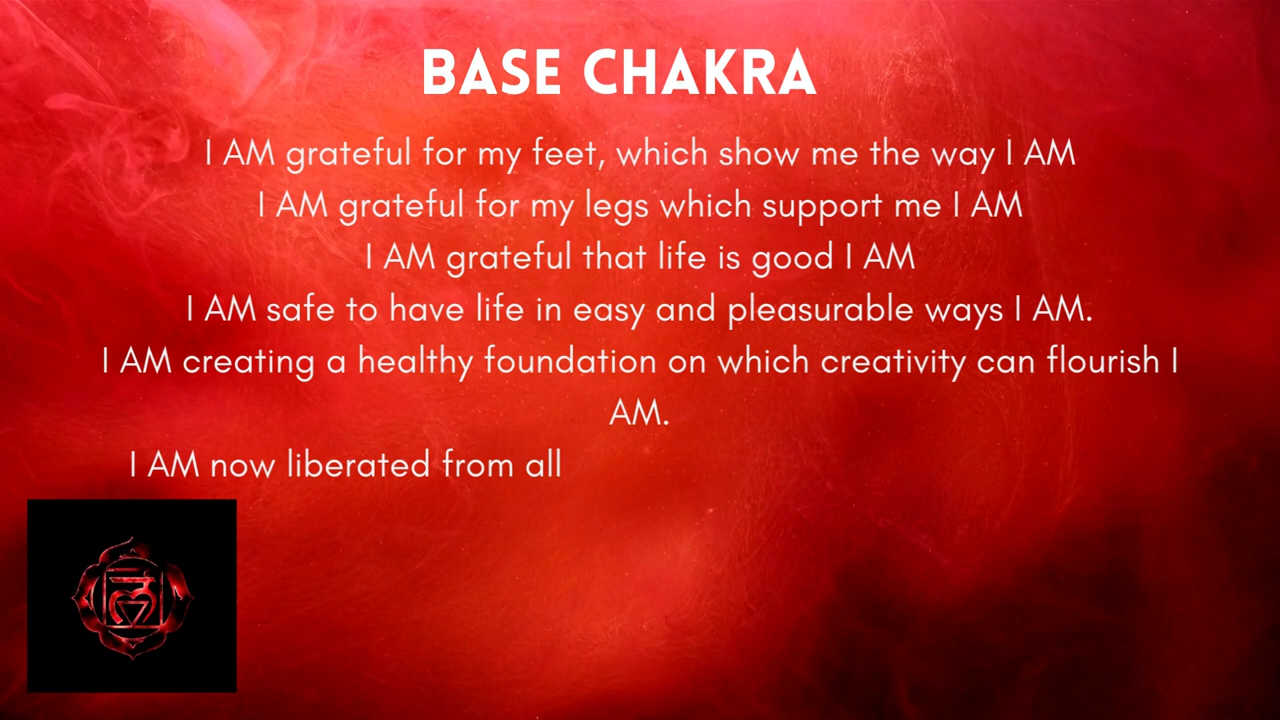 BASE CHAKRA
I AM grateful for my feet, which show me the way I AM
I AM grateful for my legs which support me I AM
I AM grateful that life is good I AM
I AM safe to have life in easy and pleasurable ways I AM.
I AM creating a healthy foundation on which creativity can flourish I
AM.
I AM now liberated from all
लं